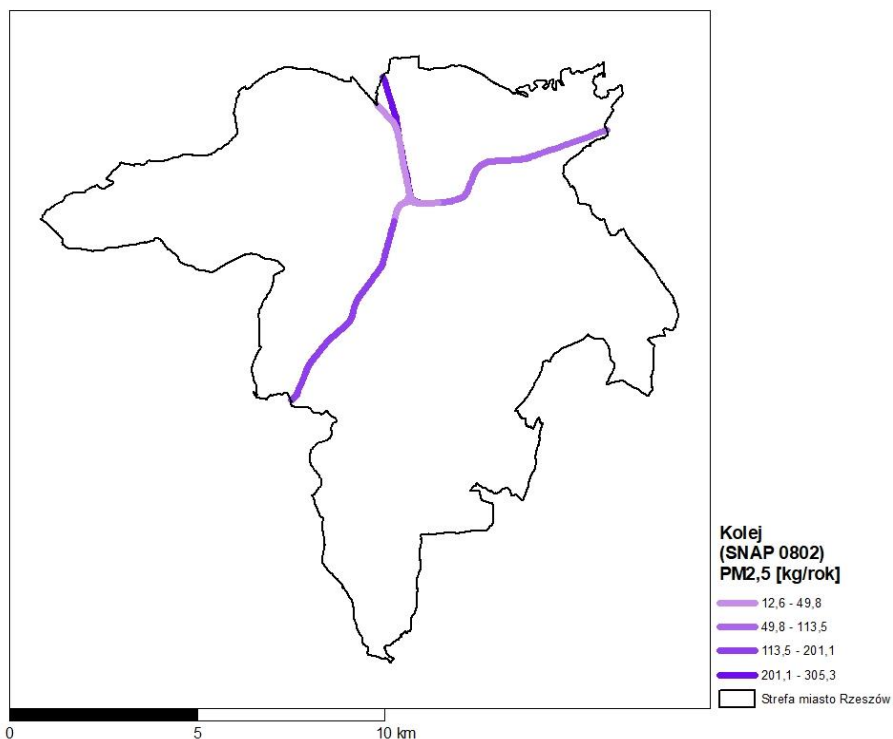 Kolej
(SNAP 0802)
PM2,5 [kg/rok]
12,6 - 49,8
49,8 - 113,5
113,5 - 201,1
201,1 - 305,3
Strefa miasto Rzeszów
0 5 10 km